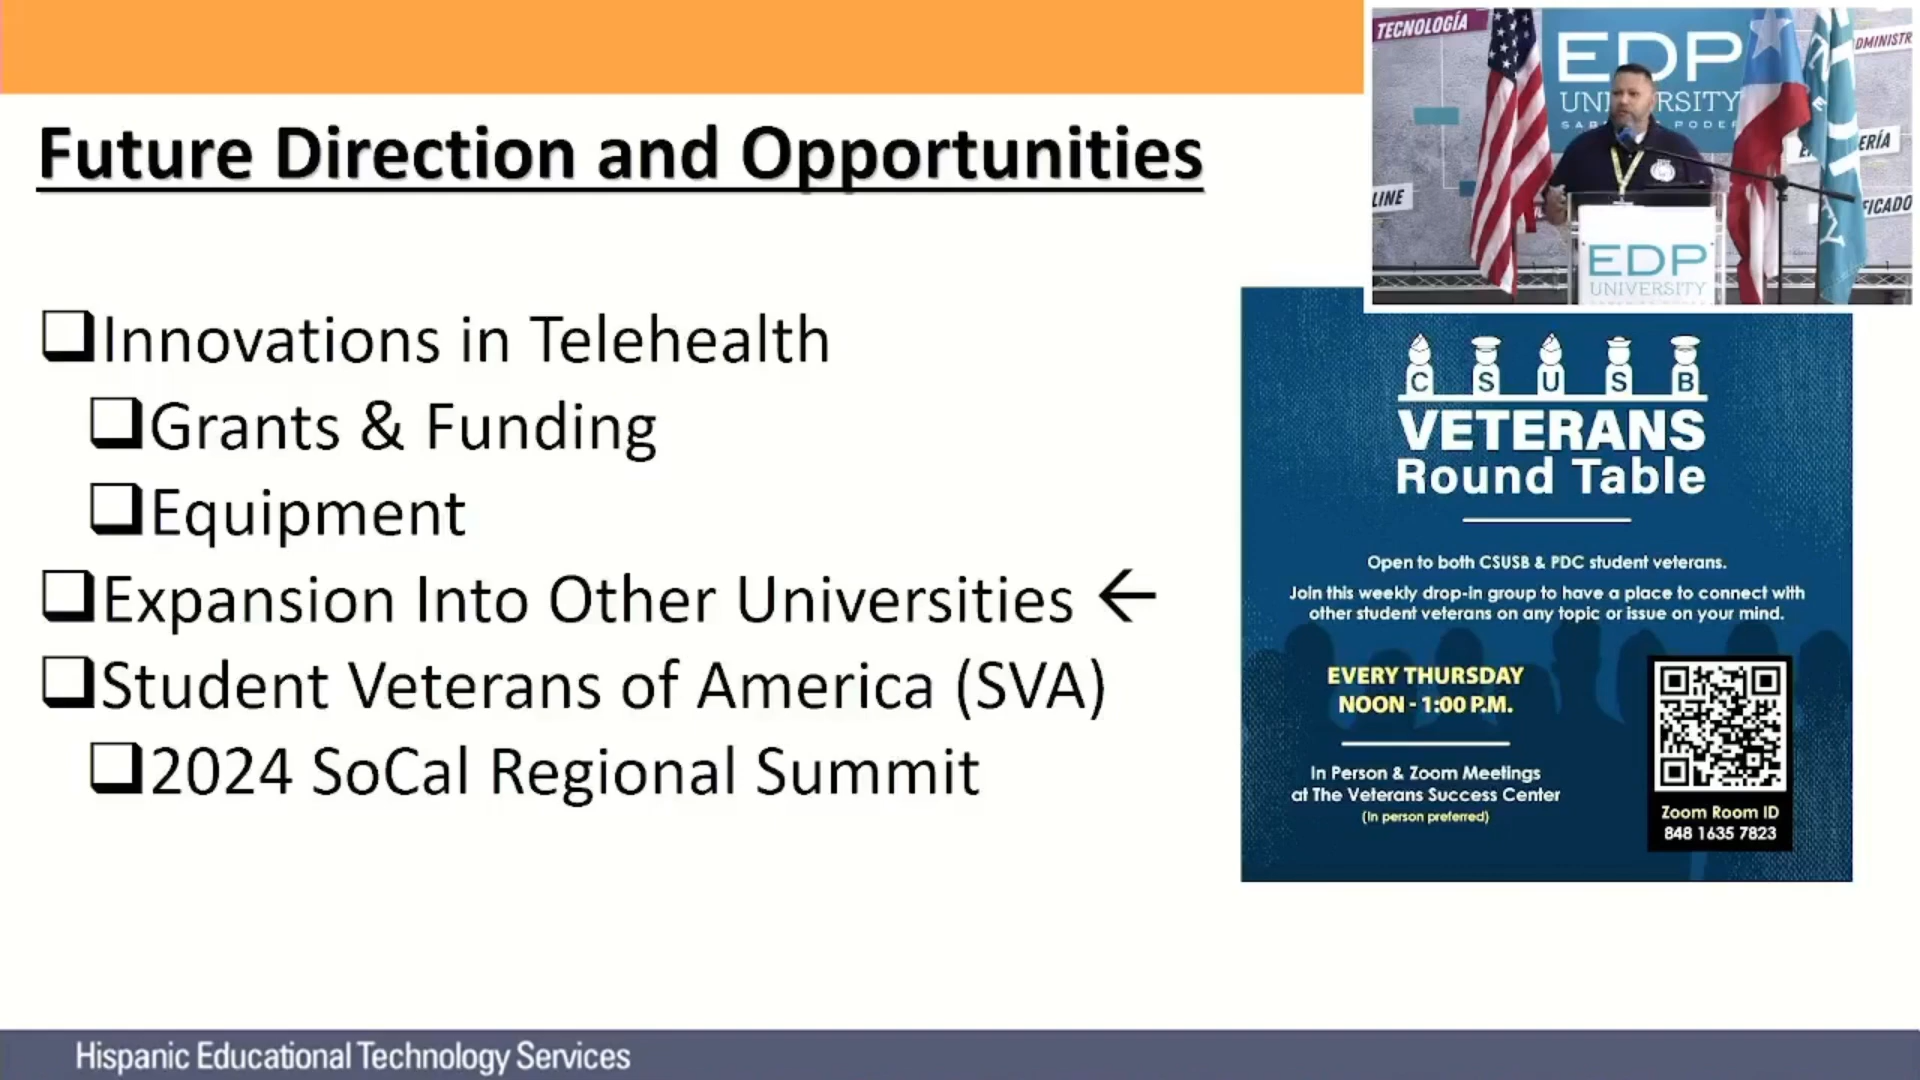 Future Direction and Opportunities
Innovations in Telehealth
Grants & Funding
Equipment
Expansion Into Other Universities ←
Student Veterans of America (SVA)
2024 SoCal Regional Summit
TECNOLOGÍA
EDP
UNIVERSITY
LINE
EDP
UNIVERSITY
C S U S B
VETERANS
Round Table
Open to both CSUSB & PDC student veterans.
Join this weekly drop-in group to have a place to connect with
other student veterans on any topic or issue on your mind.
EVERY THURSDAY
NOON - 1:00 P.M.
In Person & Zoom Meetings
at The Veterans Success Center
(In person preferred)
Zoom Room ID
848 1635 7823
Hispanic Educational Technology Services